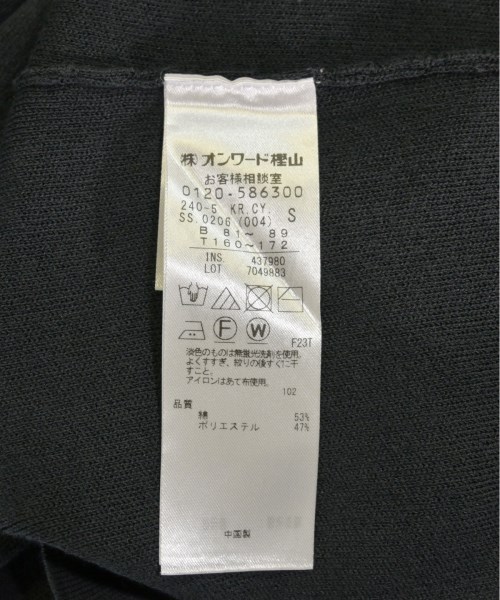 ㈱オンワード樫山
お客様相談室
0120-586300
240-5 KR.CY. S
SS.0206(004)
B 81~ 89
T160~172
INS. 437980
LOT 7049883
F W
F23T
淡色のものは無蛍光洗剤を使用。
よくすすぎ、絞りの後すぐに干
すこと。
アイロンはあて布使用。
102
品質
綿 53%
ポリエステル 47%
中国製